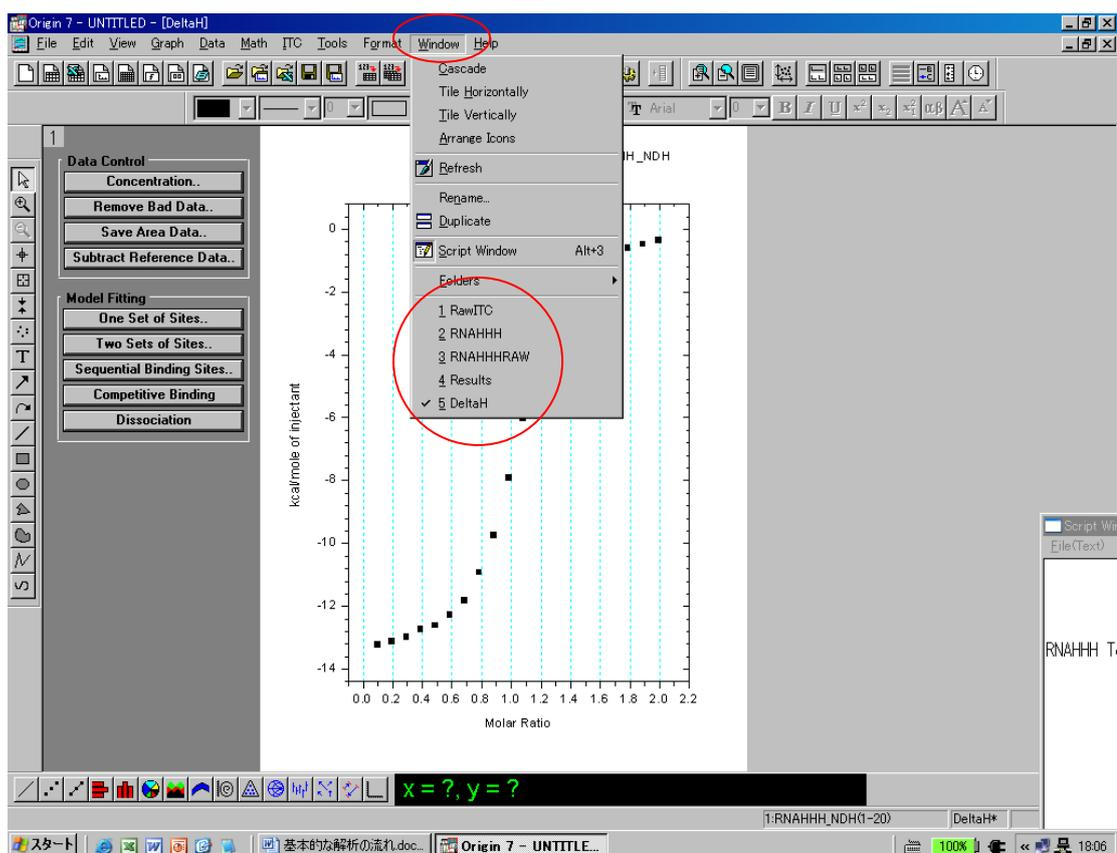 Origin 7 - UNTITLED - [DeltaH]
File Edit View Graph Data Math ITC Tools Format Window Help
Arial 0 B I U x² x₂ x²₁ αβ A A
0
1
Data Control
Concentration..
Remove Bad Data..
Save Area Data..
Subtract Reference Data..
Model Fitting
One Set of Sites..
Two Sets of Sites..
Sequential Binding Sites..
Competitive Binding
Dissociation
Cascade
Tile Horizontally
Tile Vertically
Arrange Icons
Refresh
Rename...
Duplicate
Script Window Alt+3
Folders
1 RawITC
2 RNAHHH
3 RNAHHHRAW
4 Results
✓ 5 DeltaH
H_NDH
0
-2
-4
-6
-8
-10
-12
-14
kcal/mole of injectant
0.0 0.2 0.4 0.6 0.8 1.0 1.2 1.4 1.6 1.8 2.0 2.2
Molar Ratio
Script Wi
File(Text)
RNAHHH T
x = ?, y = ?
1:RNAHHH_NDH(1-20) DeltaH*
スタート 基本的な解析の流れ.doc... Origin 7 - UNTITLE... 100% 18:06